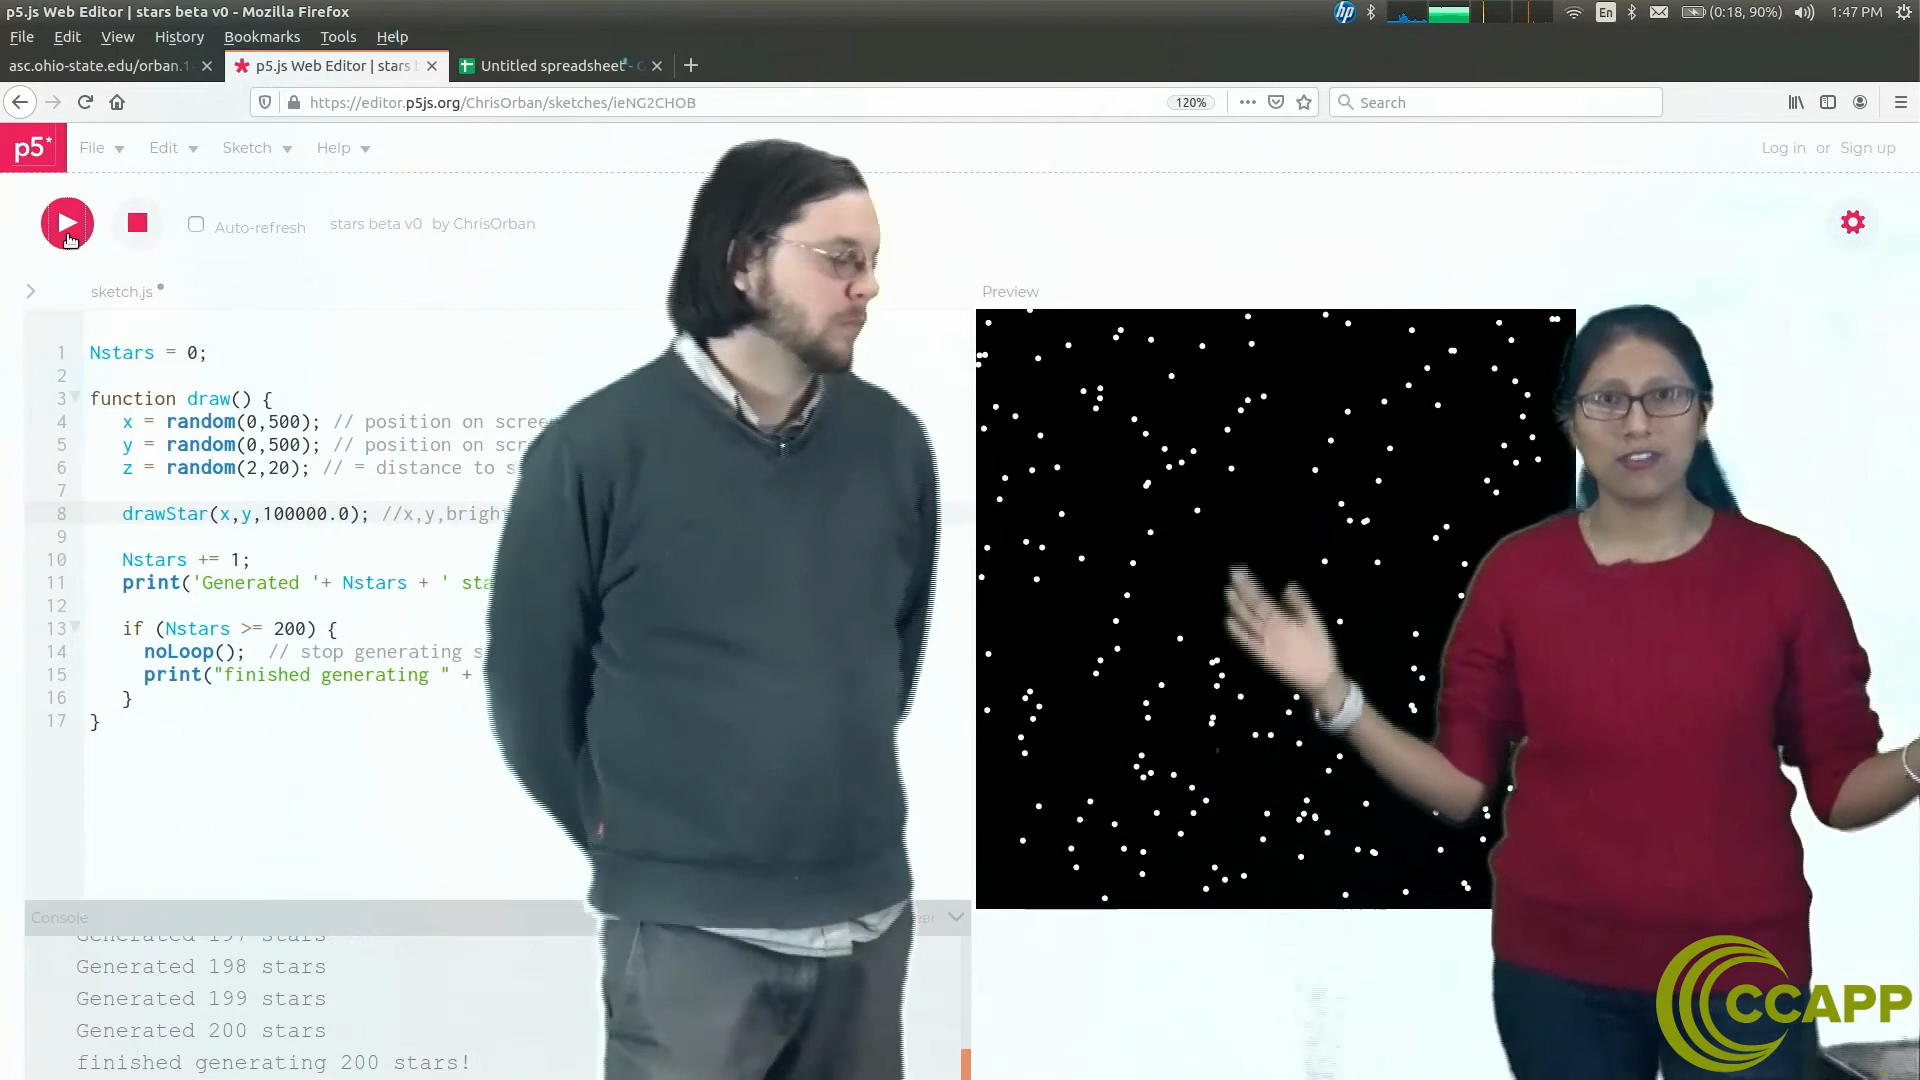 p5.js Web Editor | stars beta v0 - Mozilla Firefox
hp
En
(0:18, 90%)
1:47 PM
File Edit View History Bookmarks Tools Help
asc.ohio-state.edu/orban.1
p5.js Web Editor | stars b
Untitled spreadsheet -
https://editor.p5js.org/ChrisOrban/sketches/ieNG2CHOB
120%
Search
p5*
File
Edit
Sketch
Help
Log in or Sign up
Auto-refresh
stars beta v0 by ChrisOrban
sketch.js
Preview
1 Nstars = 0;
2
3 function draw() {
4 x = random(0,500); // position on scree
5 y = random(0,500); // position on scr
6 z = random(2,20); // = distance to s
7
8 drawStar(x,y,100000.0); //x,y,brigh
9
10 Nstars += 1;
11 print('Generated '+ Nstars + ' sta
12
13 if (Nstars >= 200) {
14 noLoop(); // stop generating s
15 print("finished generating " +
16 }
17 }
Console
ear
Generated 197 stars
Generated 198 stars
Generated 199 stars
Generated 200 stars
finished generating 200 stars!
CCAPP